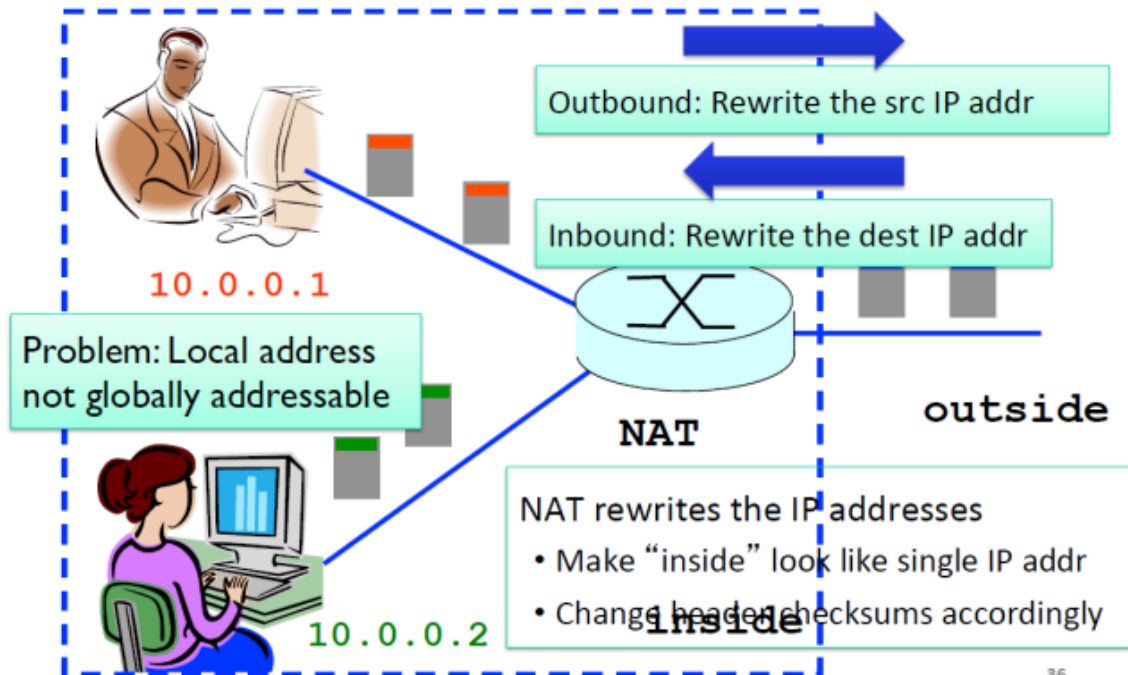 Outbound: Rewrite the src IP addr
Inbound: Rewrite the dest IP addr
10.0.0.1
Problem: Local address
not globally addressable
NAT
outside
NAT rewrites the IP addresses
• Make “inside” look like single IP addr
• Change header checksums accordingly
inside
10.0.0.2
36